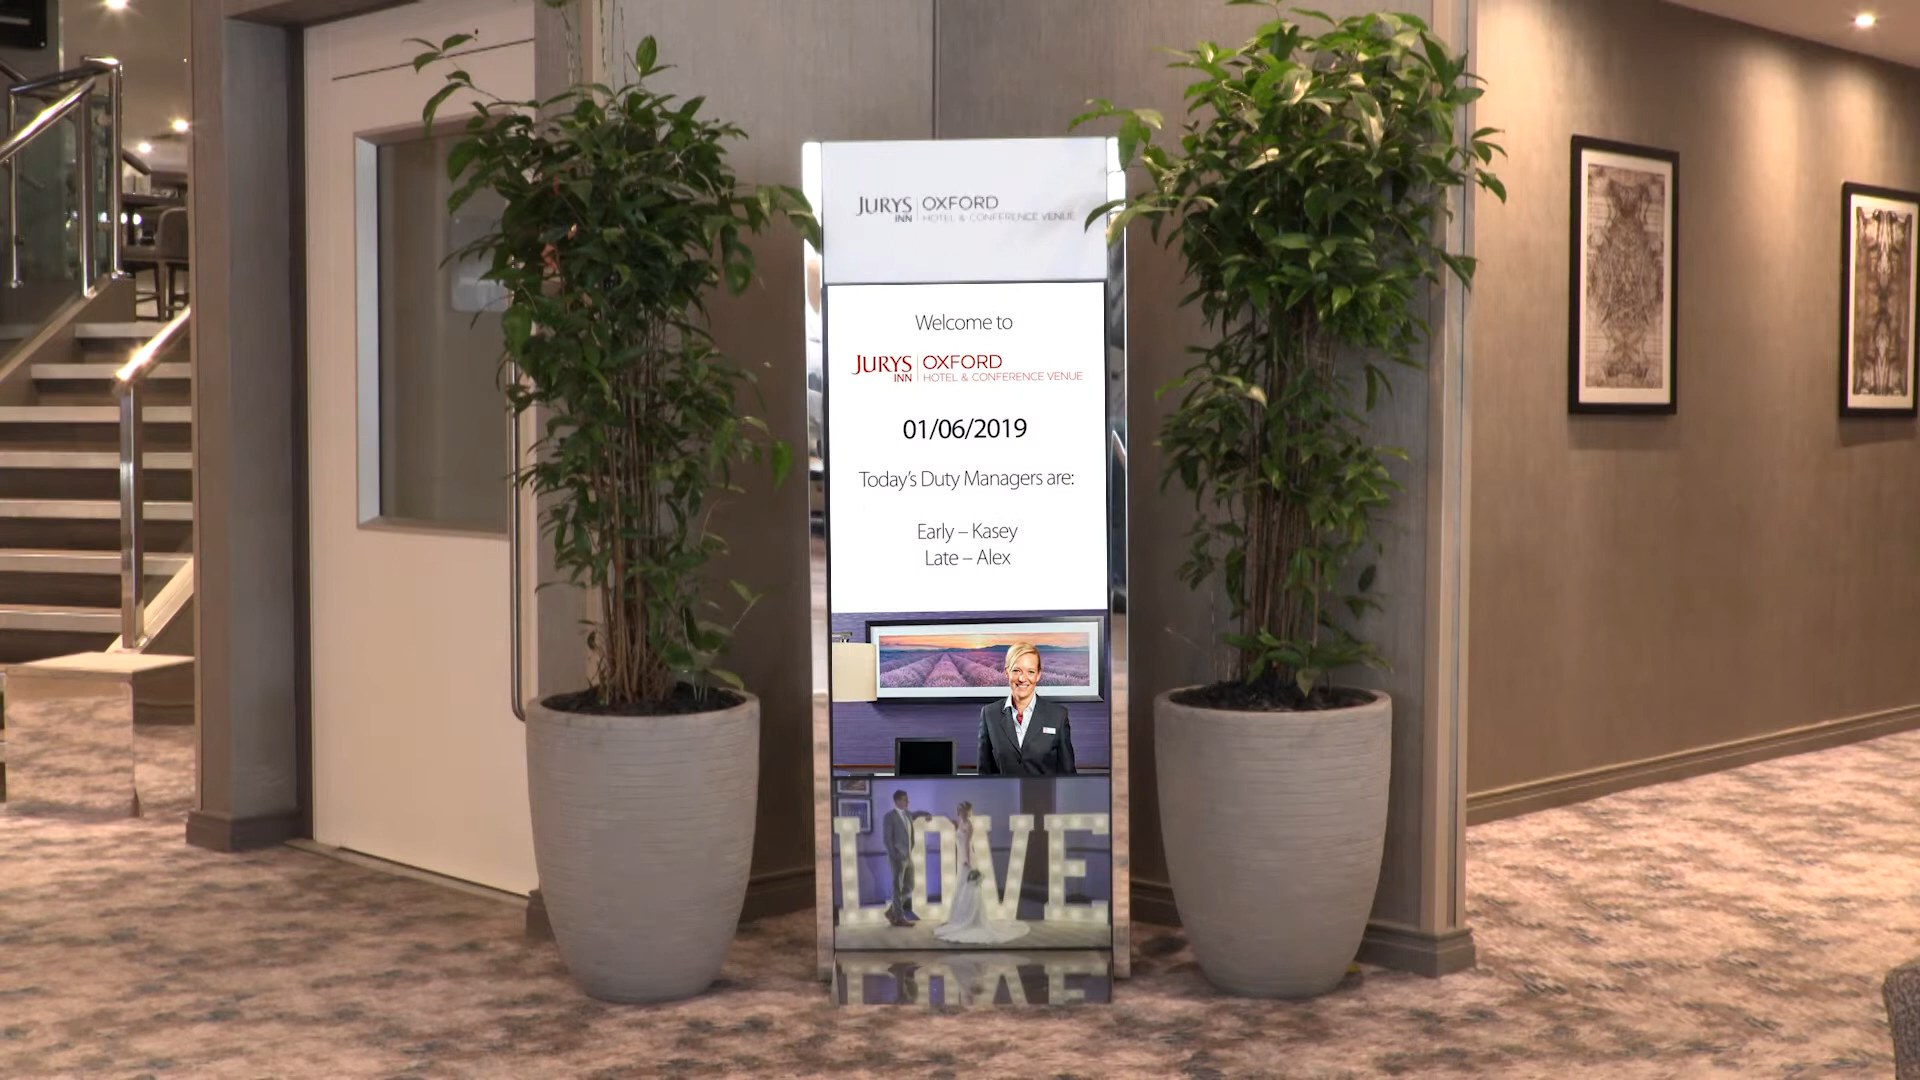 JURYS INN | OXFORD
HOTEL & CONFERENCE VENUE
Welcome to
JURYS INN | OXFORD
HOTEL & CONFERENCE VENUE
01/06/2019
Today's Duty Managers are:
Early – Kasey
Late – Alex
LOVE